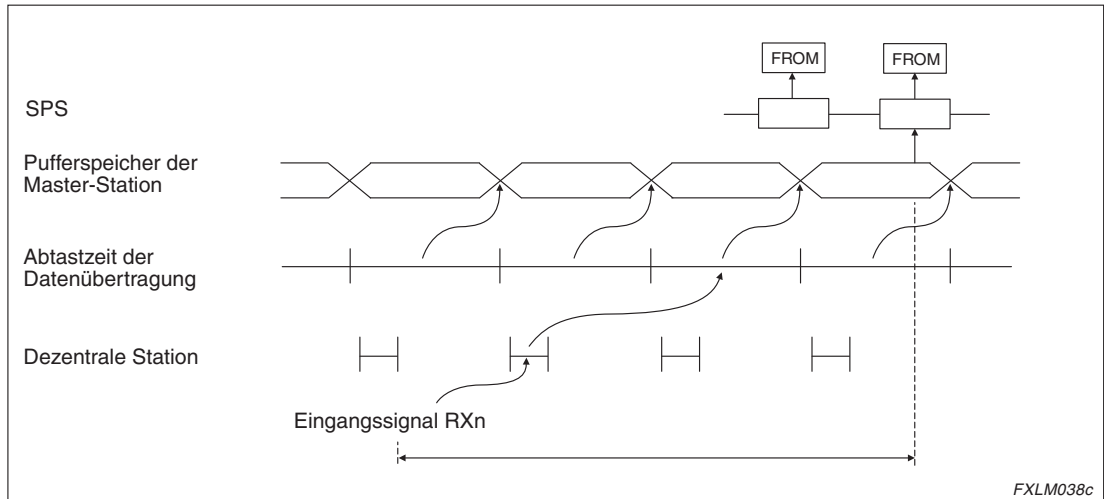 FROM FROM
SPS
Pufferspeicher der
Master-Station
Abtastzeit der
Datenübertragung
Dezentrale Station
Eingangssignal RXn
FXLM038c